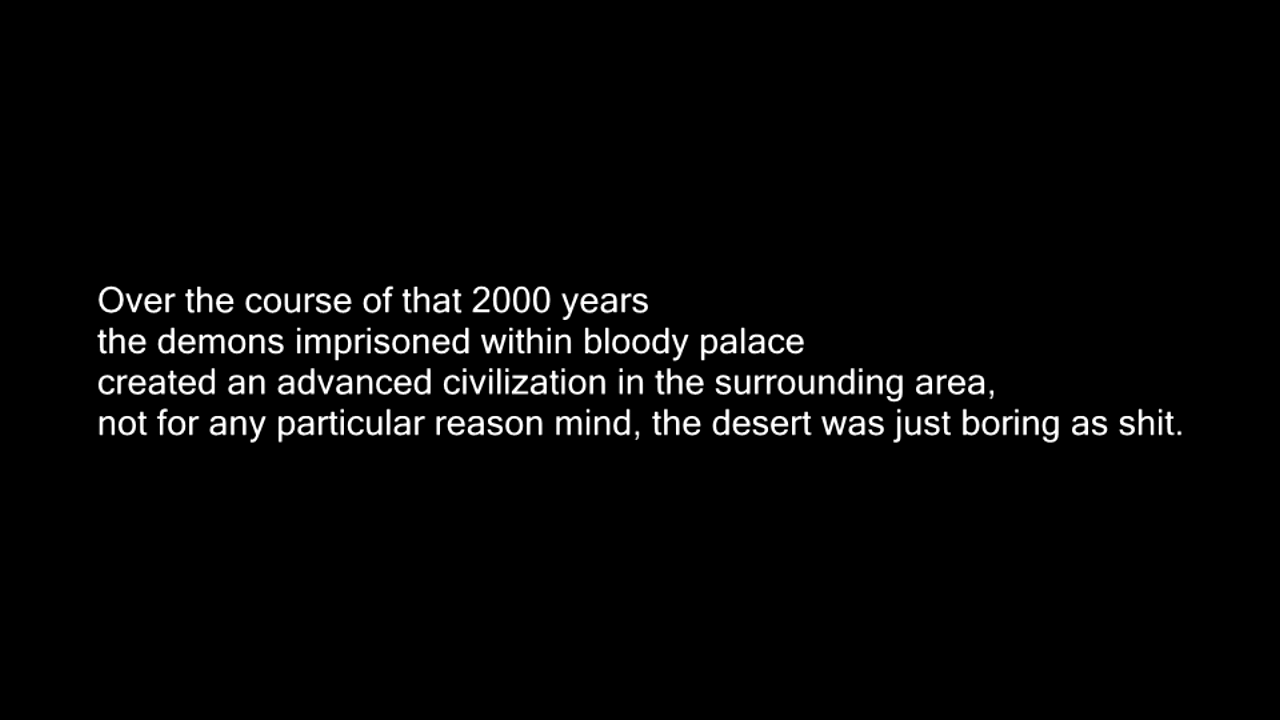 Over the course of that 2000 years
the demons imprisoned within bloody palace
created an advanced civilization in the surrounding area,
not for any particular reason mind, the desert was just boring as shit.